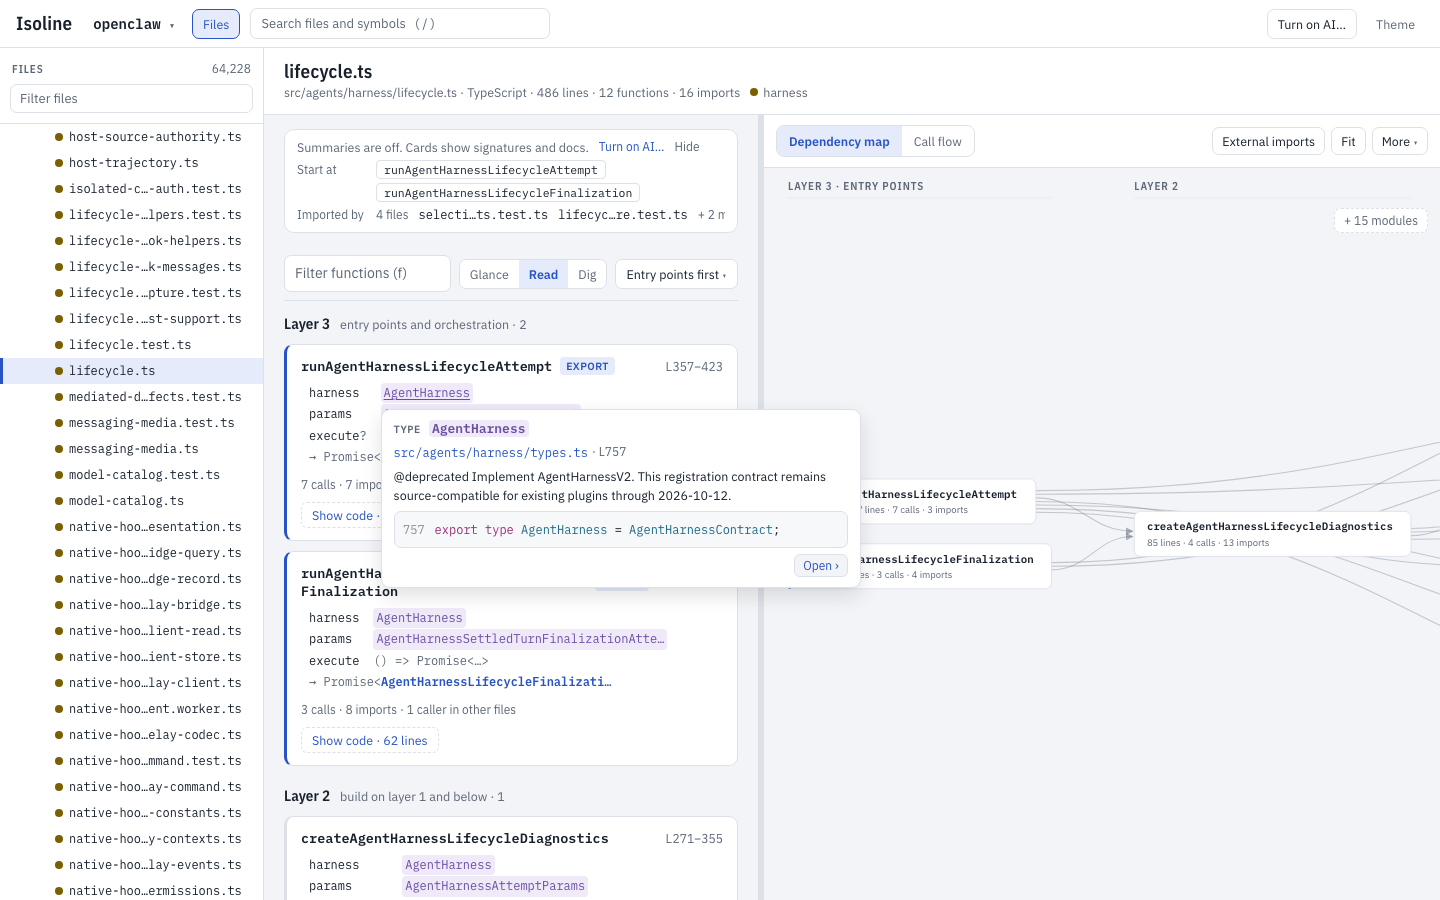 Isoline openclaw ▾ Files Search files and symbols (/) Turn on AI… Theme
FILES 64,228
Filter files
host-source-authority.ts
host-trajectory.ts
isolated-c…-auth.test.ts
lifecycle-…lpers.test.ts
lifecycle-…ok-helpers.ts
lifecycle-…k-messages.ts
lifecycle.…pture.test.ts
lifecycle.…st-support.ts
lifecycle.test.ts
lifecycle.ts
mediated-d…fects.test.ts
messaging-media.test.ts
messaging-media.ts
model-catalog.test.ts
model-catalog.ts
native-hoo…esentation.ts
native-hoo…idge-query.ts
native-hoo…dge-record.ts
native-hoo…lay-bridge.ts
native-hoo…lient-read.ts
native-hoo…ient-store.ts
native-hoo…lay-client.ts
native-hoo…ent.worker.ts
native-hoo…elay-codec.ts
native-hoo…mmand.test.ts
native-hoo…ay-command.ts
native-hoo…-constants.ts
native-hoo…y-contexts.ts
native-hoo…lay-events.ts
native-hoo…ermissions.ts
lifecycle.ts
src/agents/harness/lifecycle.ts · TypeScript · 486 lines · 12 functions · 16 imports harness
Summaries are off. Cards show signatures and docs. Turn on AI… Hide
Start at runAgentHarnessLifecycleAttempt
runAgentHarnessLifecycleFinalization
Imported by 4 files selecti…ts.test.ts lifecyc…re.test.ts + 2 m
Filter functions (f) Glance Read Dig Entry points first ▾
Layer 3 entry points and orchestration · 2
runAgentHarnessLifecycleAttempt EXPORT L357–423
harness AgentHarness
params
execute?
→ Promise<
7 calls · 7 impo
Show code ·
TYPE AgentHarness
src/agents/harness/types.ts · L757
@deprecated Implement AgentHarnessV2. This registration contract remains
source-compatible for existing plugins through 2026-10-12.
757 export type AgentHarness = AgentHarnessContract;
Open ›
runAgentHa
Finalization
harness AgentHarness
params AgentHarnessSettledTurnFinalizationAtte…
execute () => Promise<…>
→ Promise<AgentHarnessLifecycleFinalizati…
3 calls · 8 imports · 1 caller in other files
Show code · 62 lines
Layer 2 build on layer 1 and below · 1
createAgentHarnessLifecycleDiagnostics L271–355
harness AgentHarness
params AgentHarnessAttemptParams
Dependency map Call flow External imports Fit More ▾
LAYER 3 · ENTRY POINTS LAYER 2
+ 15 modules
tHarnessLifecycleAttempt
lines · 7 calls · 3 imports
createAgentHarnessLifecycleDiagnostics
85 lines · 4 calls · 13 imports
HarnessLifecycleFinalization
es · 3 calls · 4 imports